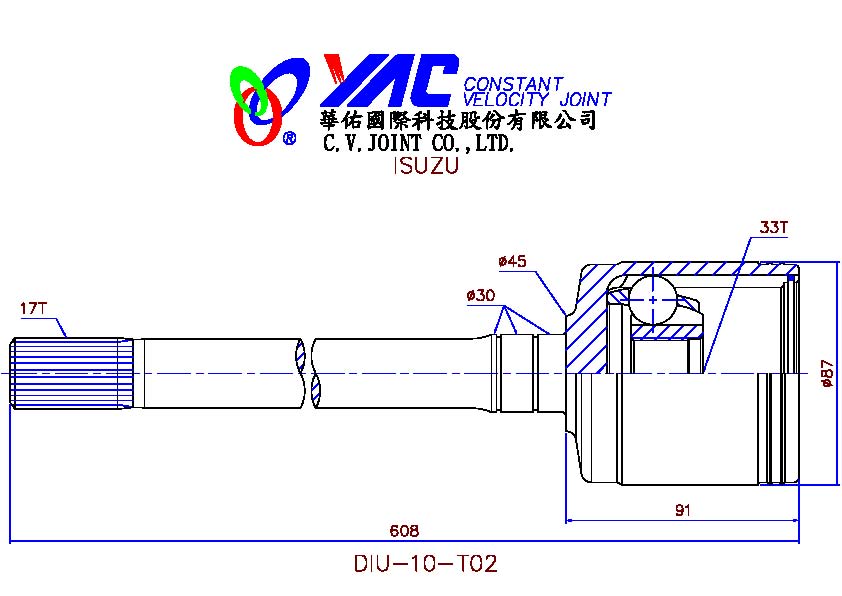 YAC CONSTANT
VELOCITY JOINT
華佑國際科技股份有限公司
®
C.V.JOINT CO.,LTD.
ISUZU
33T
ø45
ø30
17T
ø87
91
608
DIU-10-T02